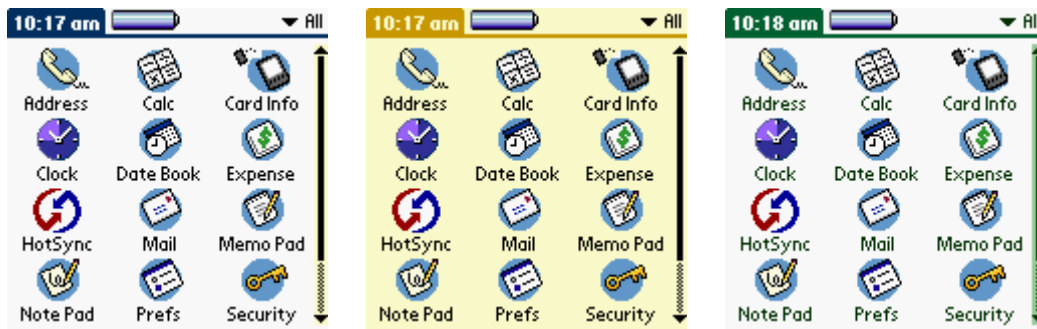 10:17 am All
Address Calc Card Info
Clock Date Book Expense
HotSync Mail Memo Pad
Note Pad Prefs Security
10:17 am All
Address Calc Card Info
Clock Date Book Expense
HotSync Mail Memo Pad
Note Pad Prefs Security
10:18 am Al
Address Calc Card Info
Clock Date Book Expense
HotSync Mail Memo Pad
Note Pad Prefs Security